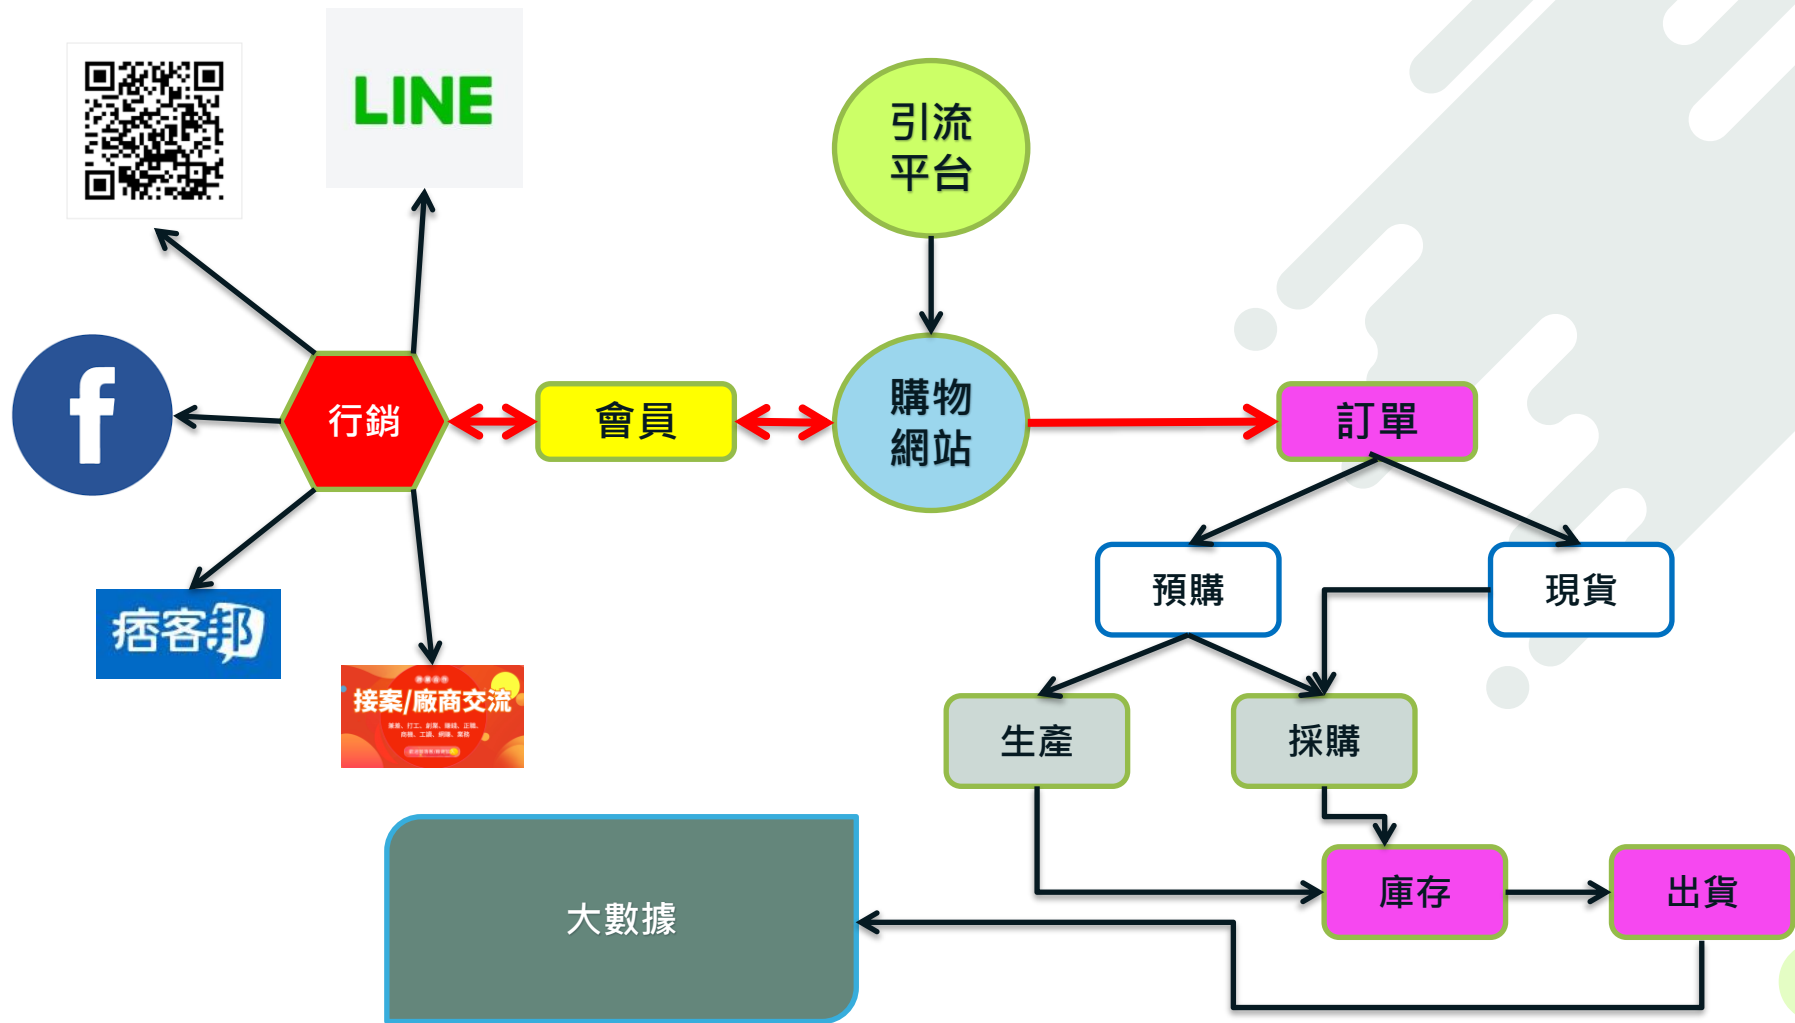 LINE
引流
平台
f
行銷
會員
購物
網站
訂單
預購
現貨
痞客邦
接案/廠商交流
生產
採購
庫存
出貨
大數據